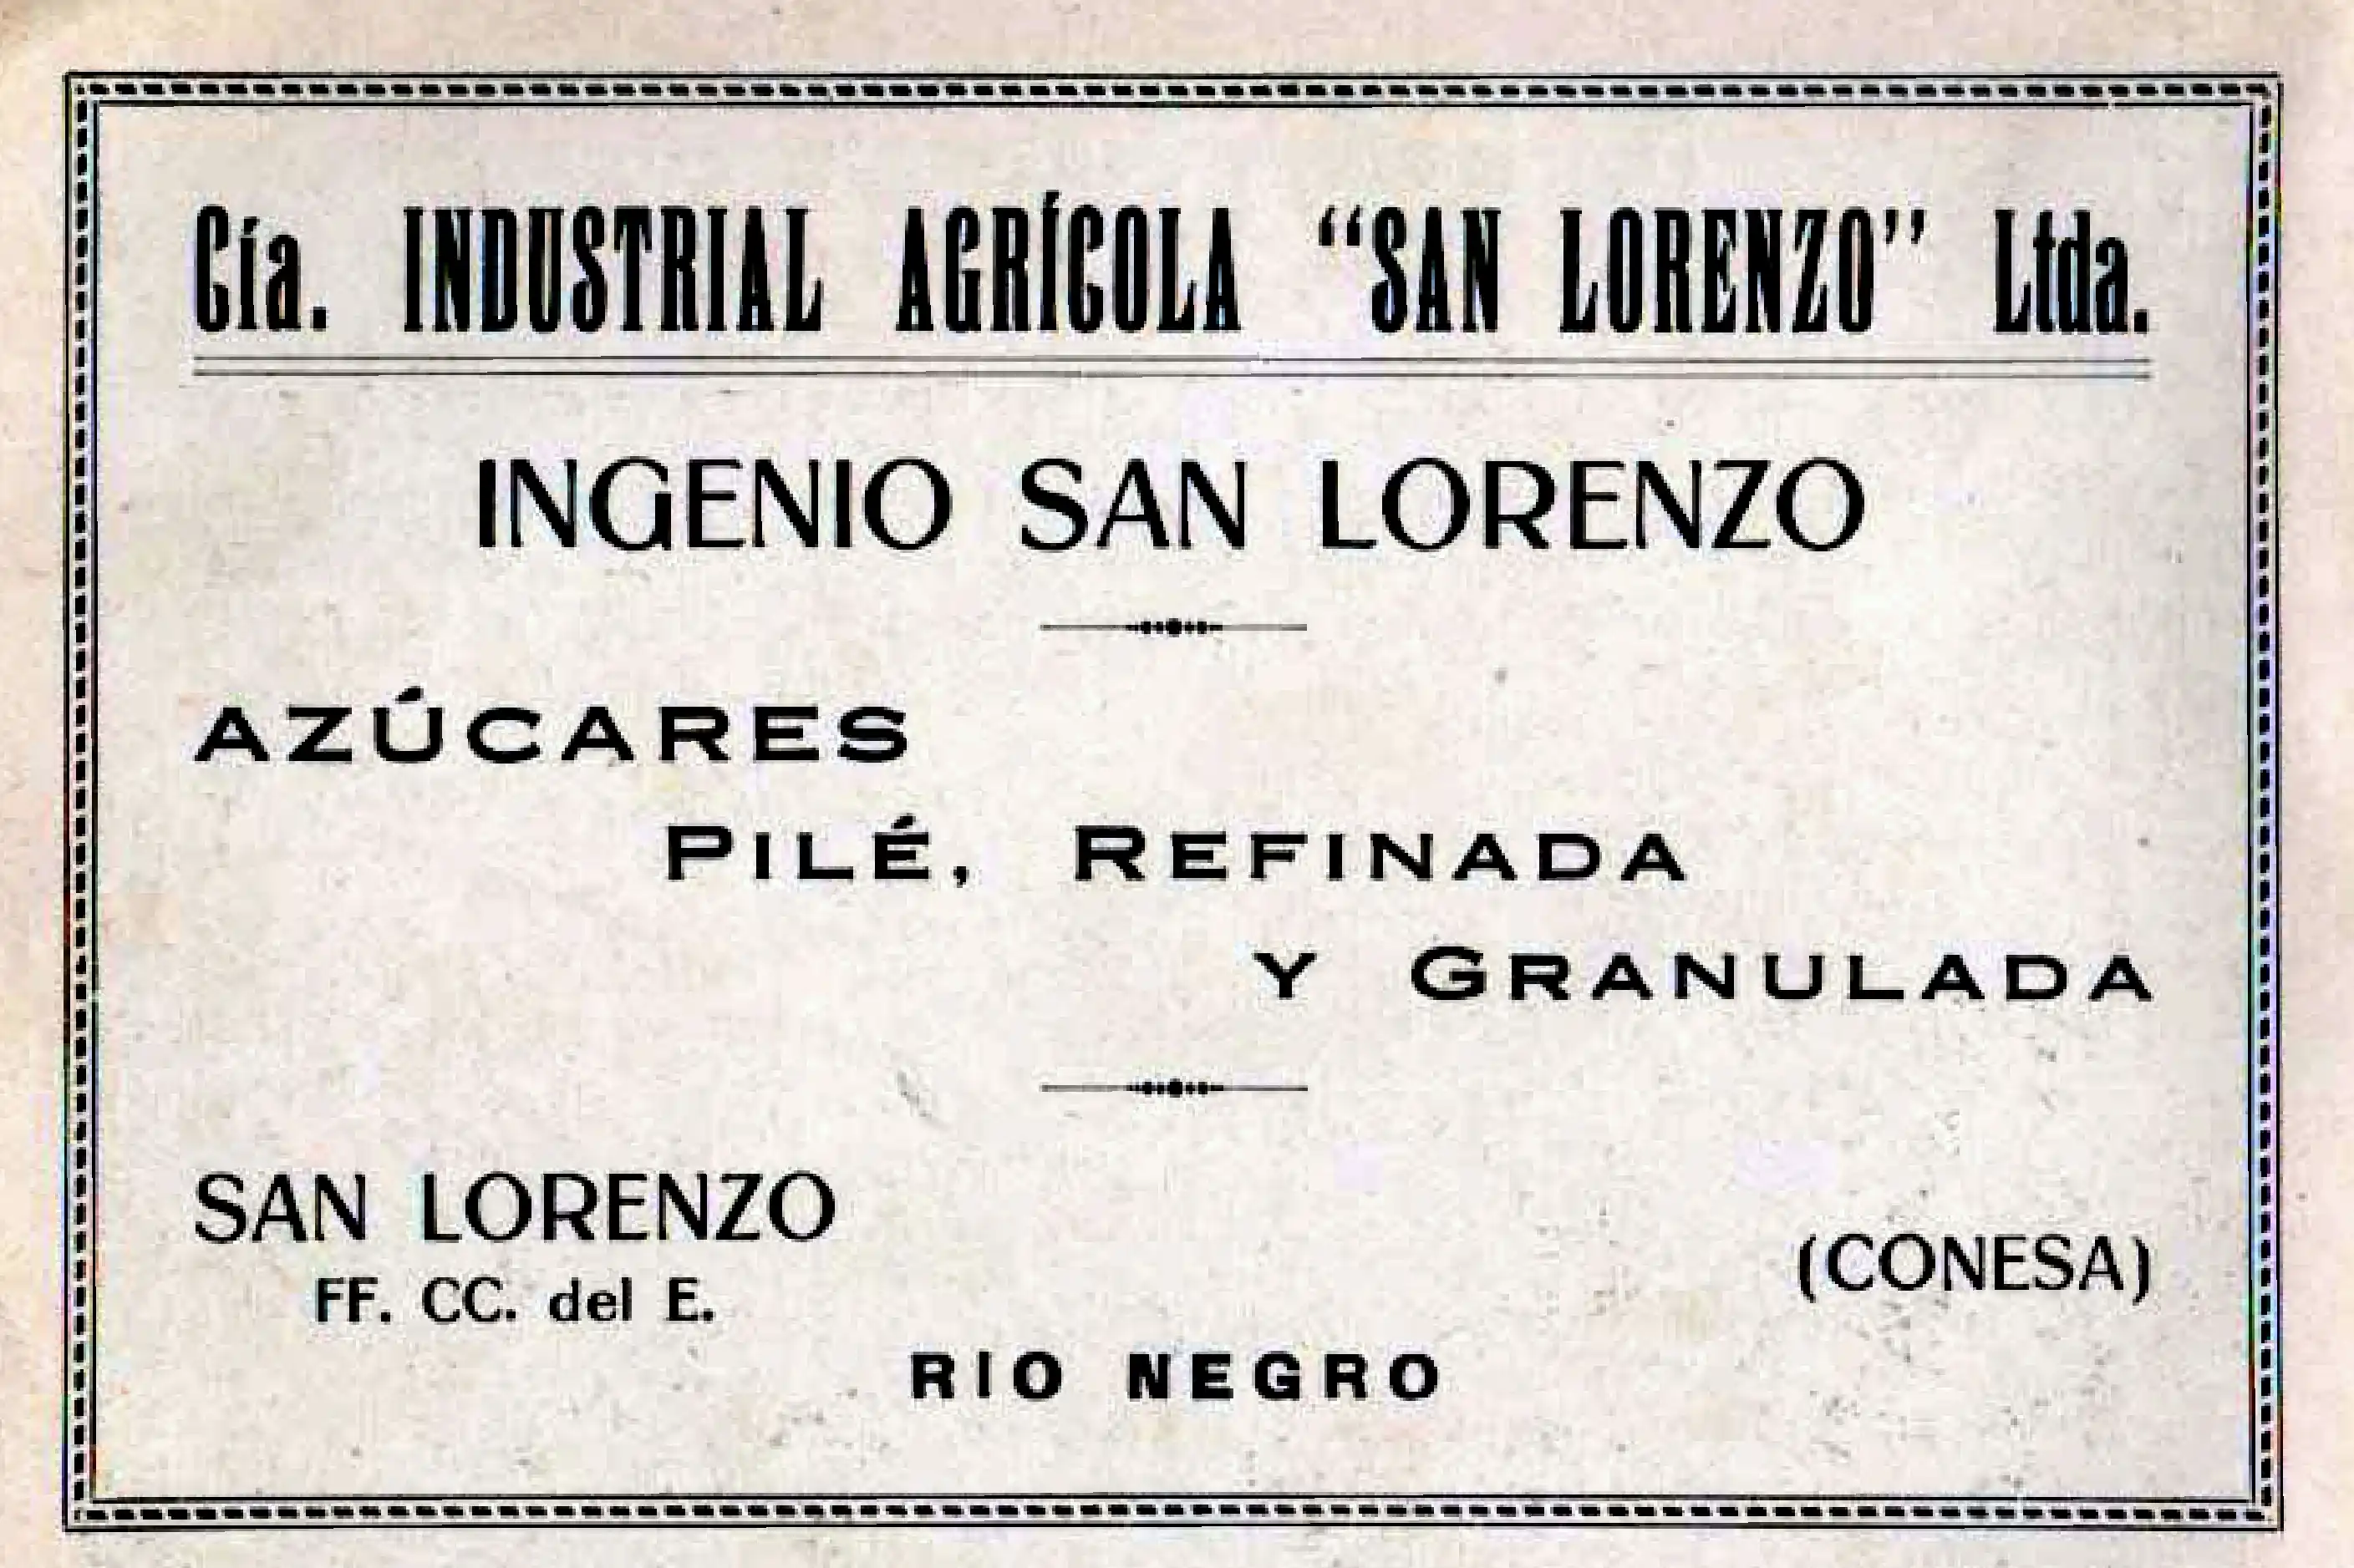 Cía. INDUSTRIAL AGRÍCOLA “SAN LORENZO” Ltda.
INGENIO SAN LORENZO
AZÚCARES
PILÉ, REFINADA
Y GRANULADA
SAN LORENZO
FF. CC. del E.
(CONESA)
RIO NEGRO